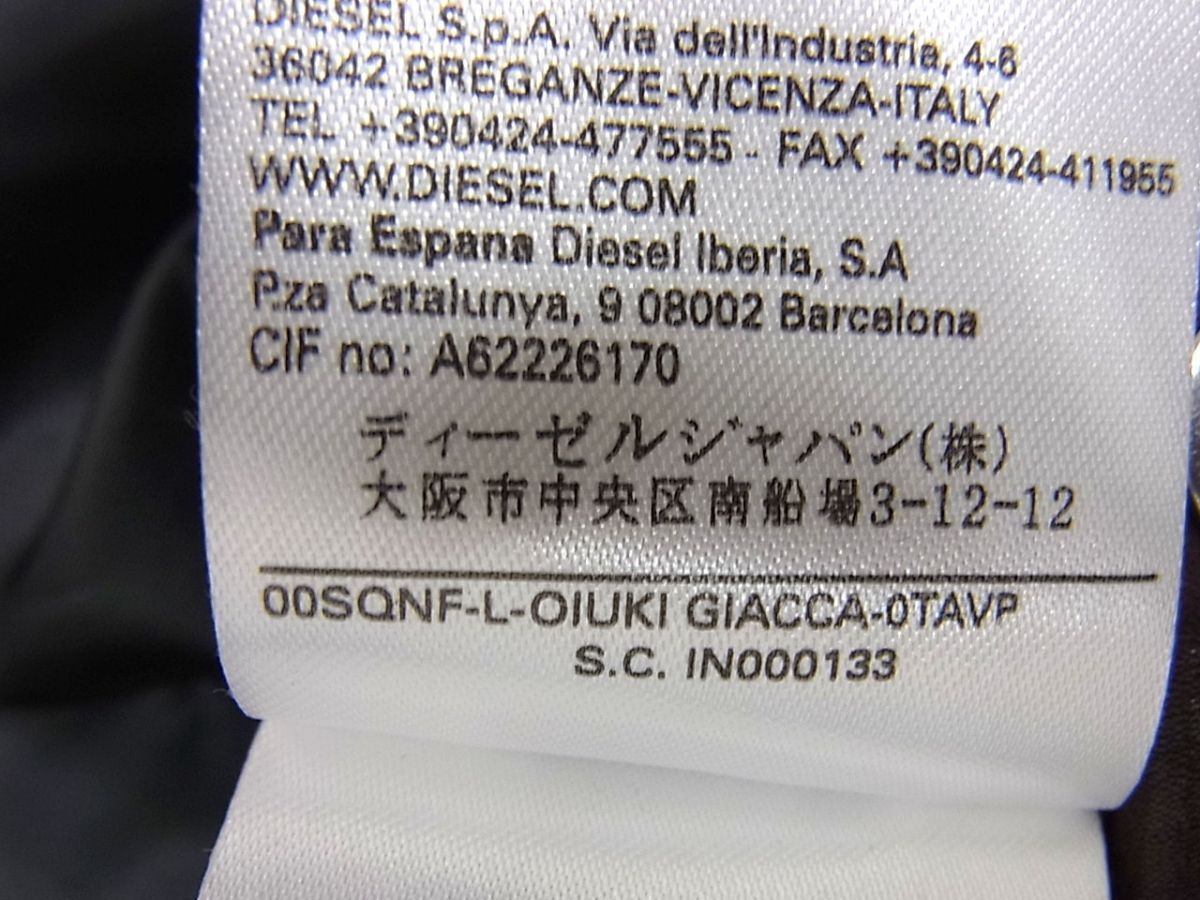 DIESEL S.p.A. Via dell'Industria, 4-6
36042 BREGANZE-VICENZA-ITALY
TEL +390424-477555 - FAX +390424-411955
WWW.DIESEL.COM
Para Espana Diesel Iberia, S.A
P.za Catalunya, 9 08002 Barcelona
CIF no: A62226170
ディーゼルジャパン(株)
大阪市中央区南船場3-12-12
00SQNF-L-OIUKI GIACCA-0TAVP
S.C. IN000133